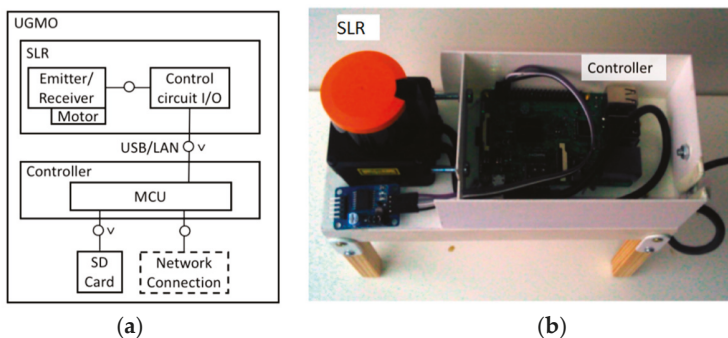 UGMO
SLR
Emitter/
Receiver
Motor
Control
circuit I/O
USB/LAN
v
Controller
MCU
v
SD
Card
Network
Connection
(a)
SLR
Controller
(b)